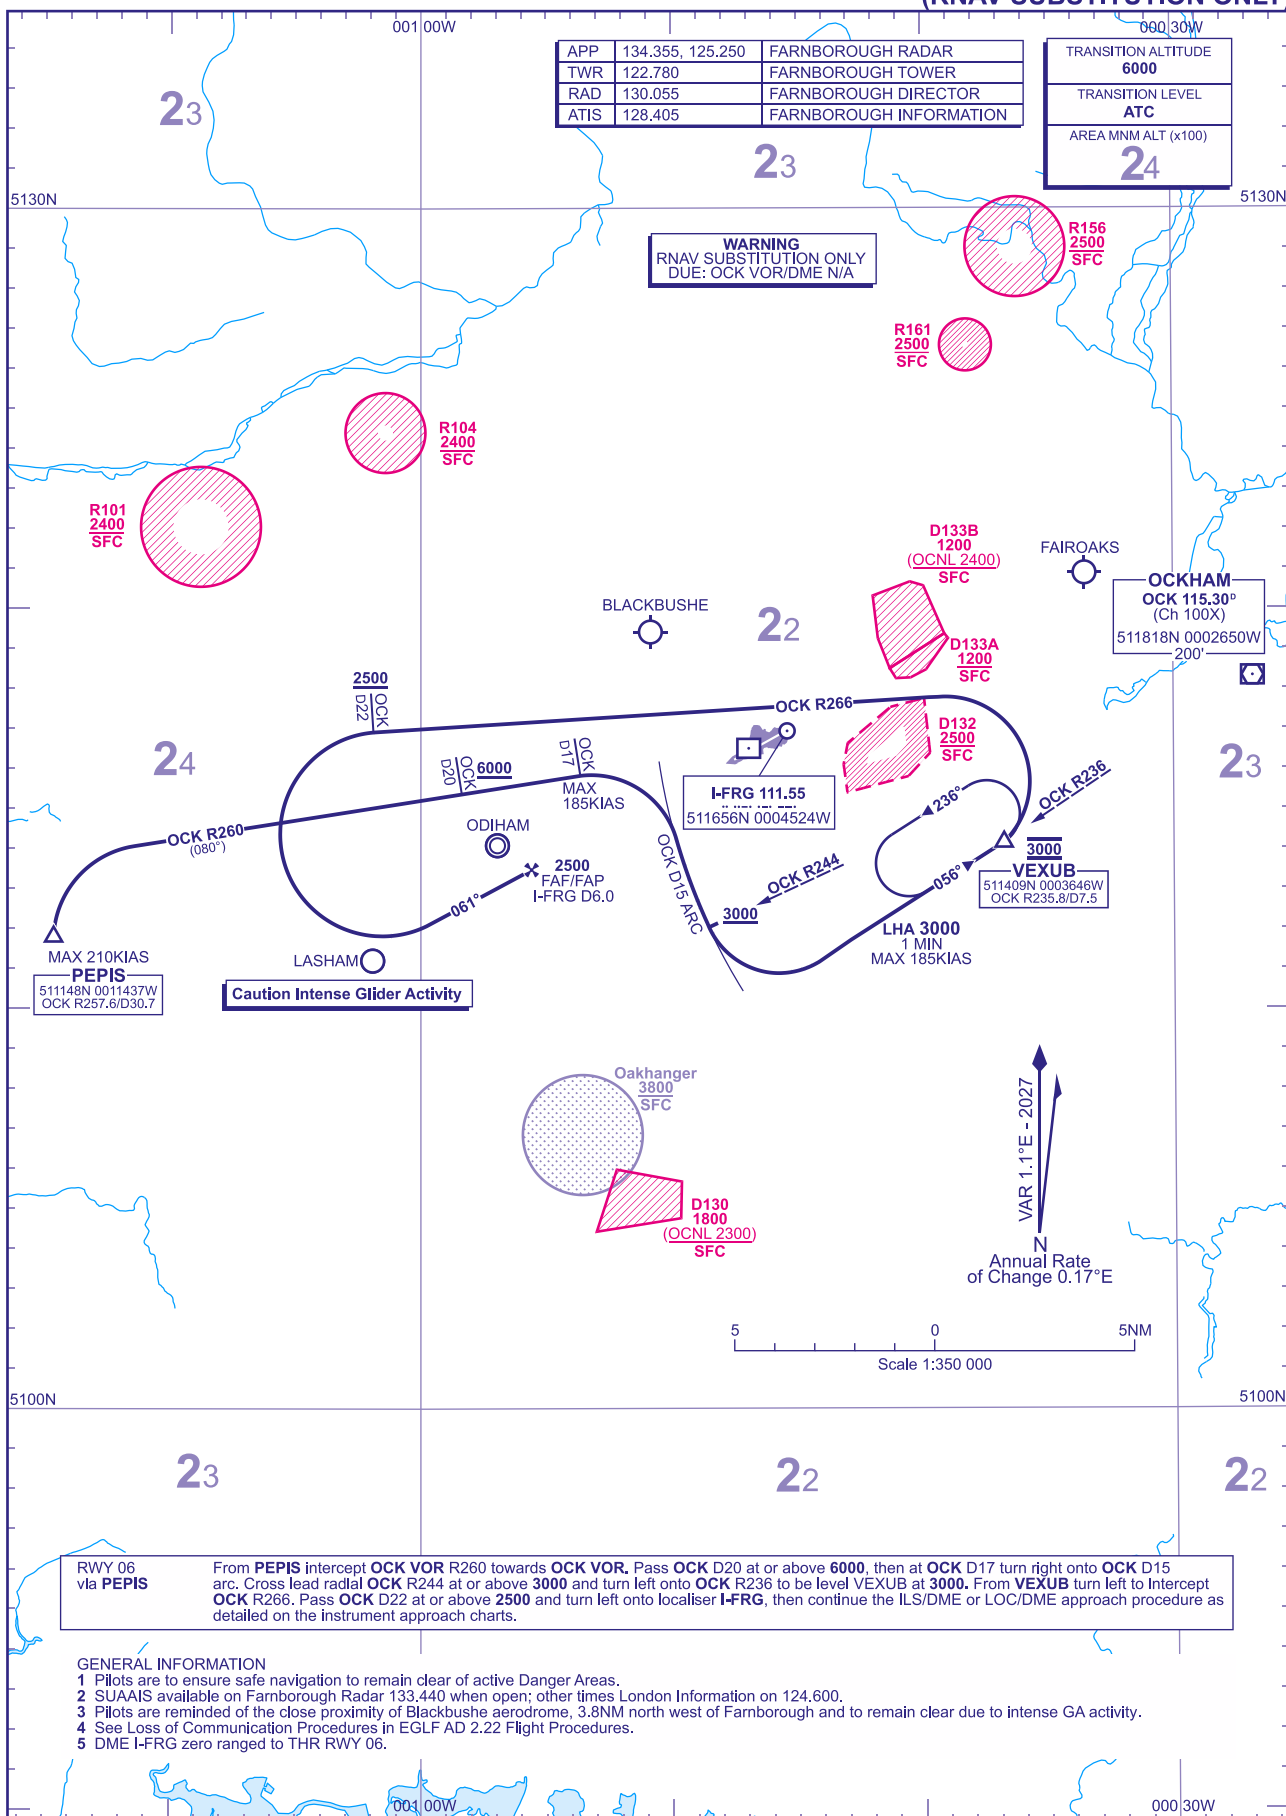 (RNAV SUBSTITUTION ONLY)
001 00W
000 30W
APP 134.355, 125.250 FARNBOROUGH RADAR
TWR 122.780 FARNBOROUGH TOWER
RAD 130.055 FARNBOROUGH DIRECTOR
ATIS 128.405 FARNBOROUGH INFORMATION
TRANSITION ALTITUDE
6000
TRANSITION LEVEL
ATC
AREA MNM ALT (x100)
24
23
23
5130N
5130N
WARNING
RNAV SUBSTITUTION ONLY
DUE: OCK VOR/DME N/A
R156
2500
SFC
R161
2500
SFC
R104
2400
SFC
R101
2400
SFC
D133B
1200
(OCNL 2400)
SFC
FAIROAKS
OCKHAM
OCK 115.30D
(Ch 100X)
511818N 0002650W
200'
BLACKBUSHE
22
D133A
1200
SFC
2500
OCK
D22
OCK R266
D132
2500
SFC
24
23
OCK
D20
6000
OCK
D17
MAX
185KIAS
I-FRG 111.55
511656N 0004524W
236°
OCK R236
OCK R260
(080°)
ODIHAM
2500
FAF/FAP
I-FRG D6.0
061°
OCK D15 ARC
OCK R244
3000
056°
3000
VEXUB
511409N 0003646W
OCK R235.8/D7.5
LHA 3000
1 MIN
MAX 185KIAS
MAX 210KIAS
PEPIS
511148N 0011437W
OCK R257.6/D30.7
LASHAM
Caution Intense Glider Activity
Oakhanger
3800
SFC
D130
1800
(OCNL 2300)
SFC
VAR 1.1°E - 2027
N
Annual Rate
of Change 0.17°E
5 0 5NM
Scale 1:350 000
5100N
5100N
23
22
22
RWY 06 From PEPIS intercept OCK VOR R260 towards OCK VOR. Pass OCK D20 at or above 6000, then at OCK D17 turn right onto OCK D15
via PEPIS arc. Cross lead radial OCK R244 at or above 3000 and turn left onto OCK R236 to be level VEXUB at 3000. From VEXUB turn left to intercept
OCK R266. Pass OCK D22 at or above 2500 and turn left onto localiser I-FRG, then continue the ILS/DME or LOC/DME approach procedure as
detailed on the instrument approach charts.
GENERAL INFORMATION
1 Pilots are to ensure safe navigation to remain clear of active Danger Areas.
2 SUAAIS available on Farnborough Radar 133.440 when open; other times London Information on 124.600.
3 Pilots are reminded of the close proximity of Blackbushe aerodrome, 3.8NM north west of Farnborough and to remain clear due to intense GA activity.
4 See Loss of Communication Procedures in EGLF AD 2.22 Flight Procedures.
5 DME I-FRG zero ranged to THR RWY 06.
001 00W
000 30W